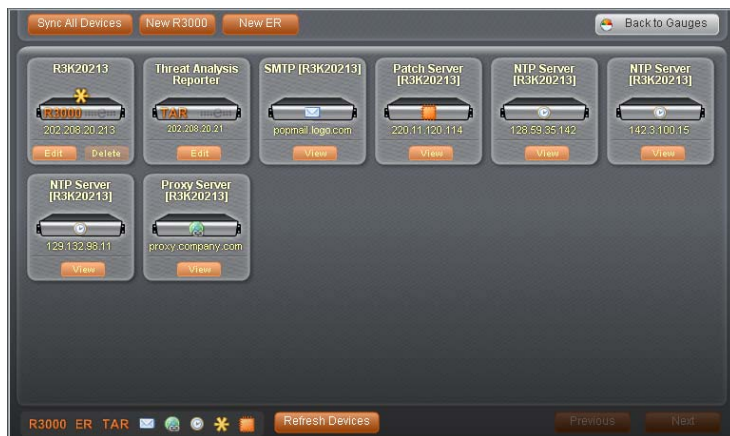 Sync All Devices
New R3000
New ER
Back to Gauges
R3K20213
R3000
202.208.20.213
Edit
Delete
Threat Analysis
Reporter
TAR
202.208.20.21
Edit
SMTP [R3K20213]
popmail.logo.com
View
Patch Server
[R3K20213]
220.11.120.114
View
NTP Server
[R3K20213]
128.59.35.142
View
NTP Server
[R3K20213]
142.3.100.15
View
NTP Server
[R3K20213]
129.132.98.11
View
Proxy Server
[R3K20213]
proxy.company.com
View
R3000 ER TAR
Refresh Devices
Previous
Next